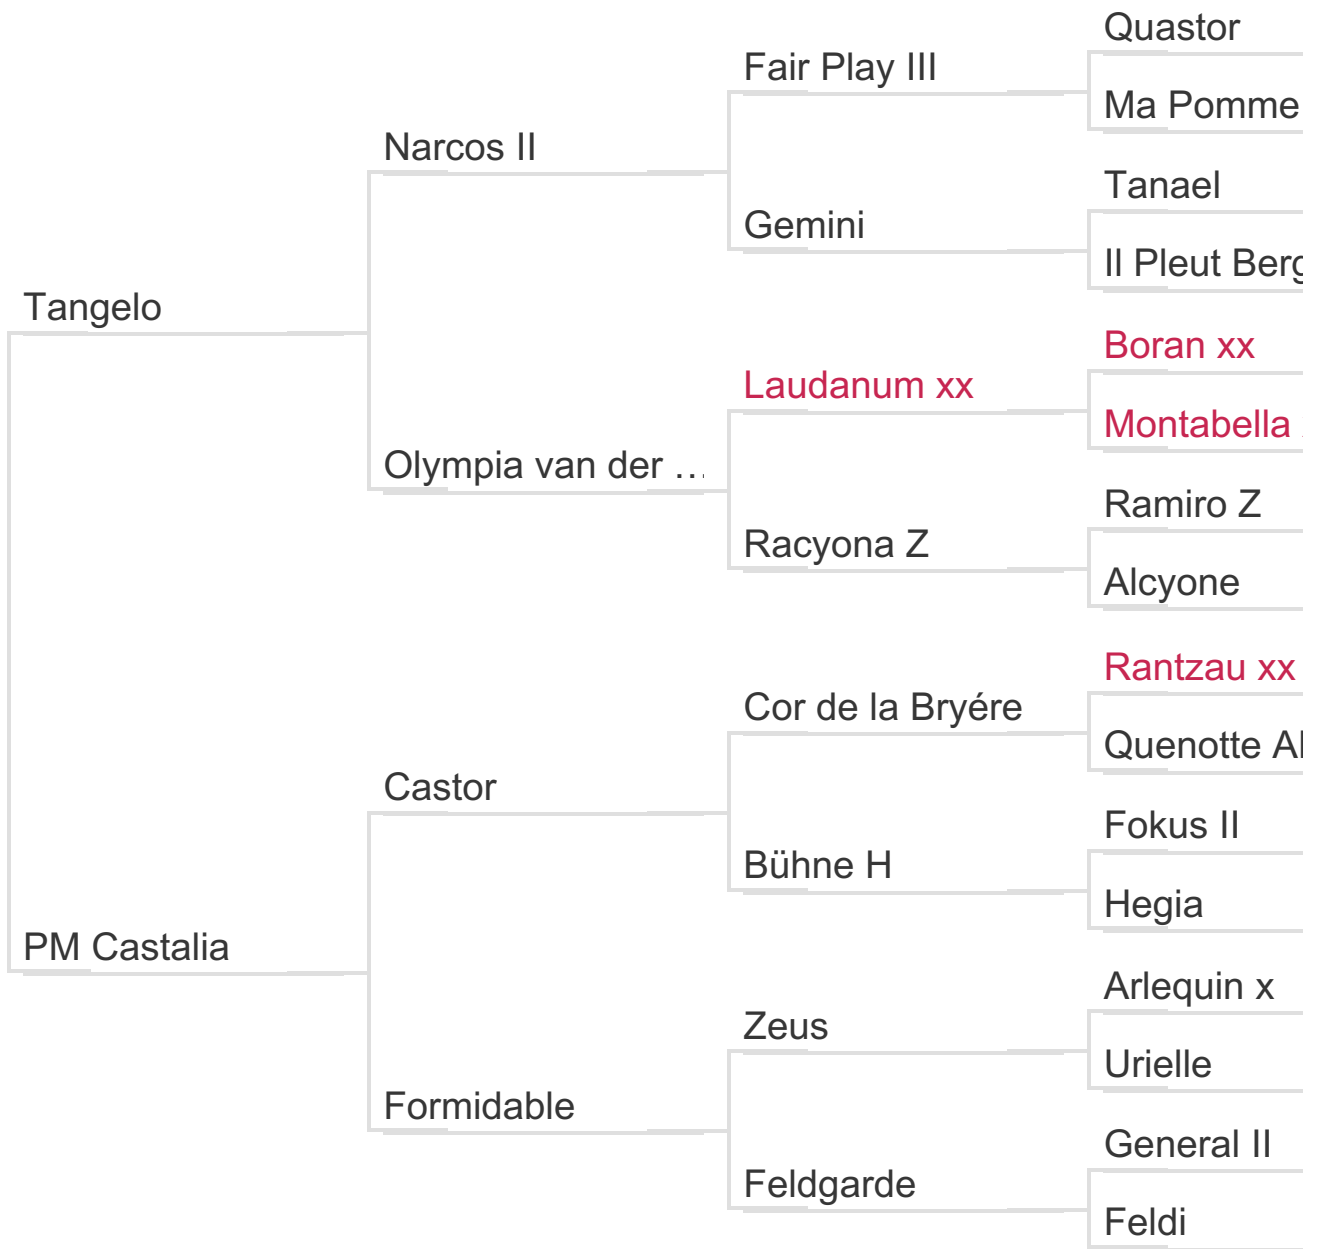 Quastor
Fair Play III
Ma Pomme
Narcos II
Tanael
Gemini
Il Pleut
Tangelo
Boran xx
Laudanum xx
Montabella
Olympia van der …
Ramiro Z
Racyona Z
Alcyone
Rantzau xx
Cor de la Bryére
Quenotte
Castor
Fokus II
Bühne H
Hegia
PM Castalia
Arlequin x
Zeus
Urielle
Formidable
General II
Feldgarde
Feldi